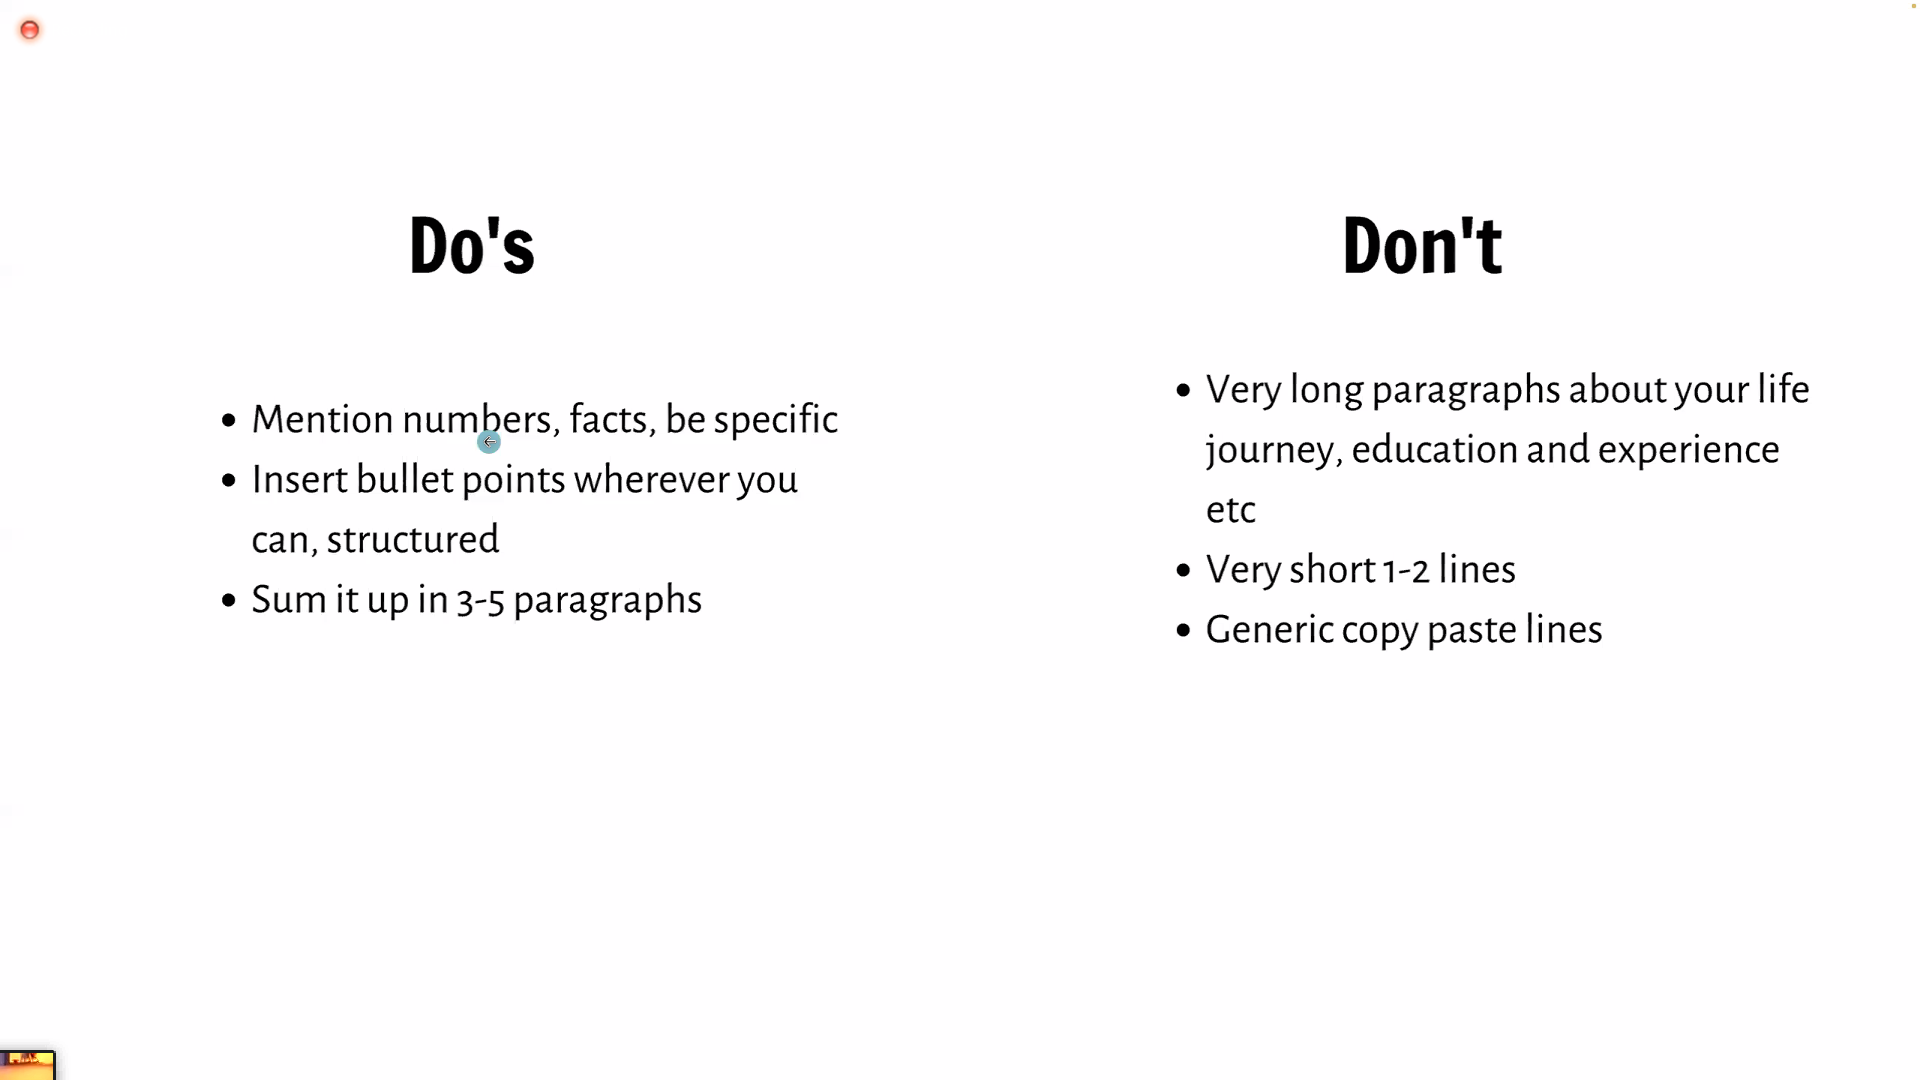 Do's
• Mention numbers, facts, be specific
• Insert bullet points wherever you
can, structured
• Sum it up in 3-5 paragraphs
Don't
• Very long paragraphs about your life
journey, education and experience
etc
• Very short 1-2 lines
• Generic copy paste lines